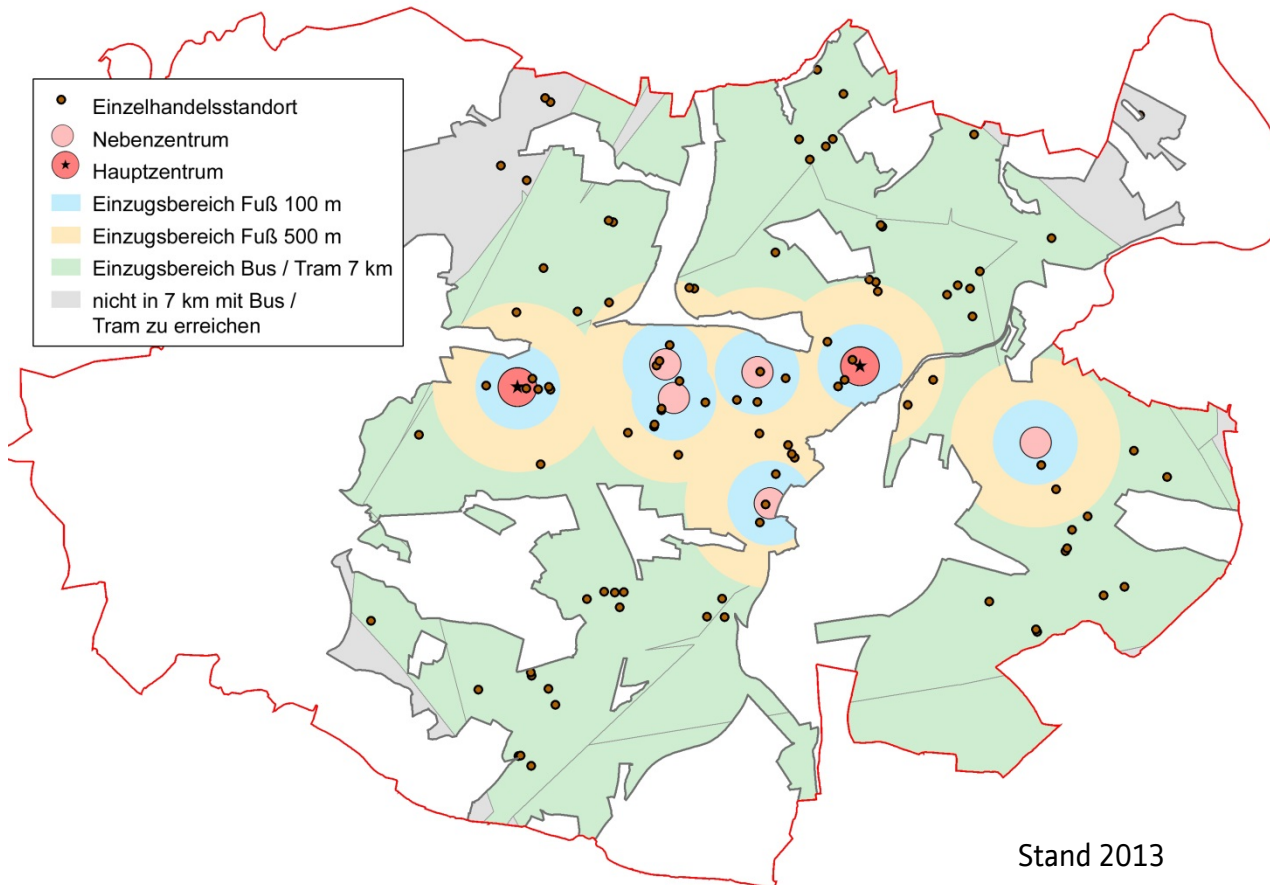 Einzelhandelsstandort
Nebenzentrum
Hauptzentrum
Einzugsbereich Fuß 100 m
Einzugsbereich Fuß 500 m
Einzugsbereich Bus / Tram 7 km
nicht in 7 km mit Bus /
Tram zu erreichen
Stand 2013